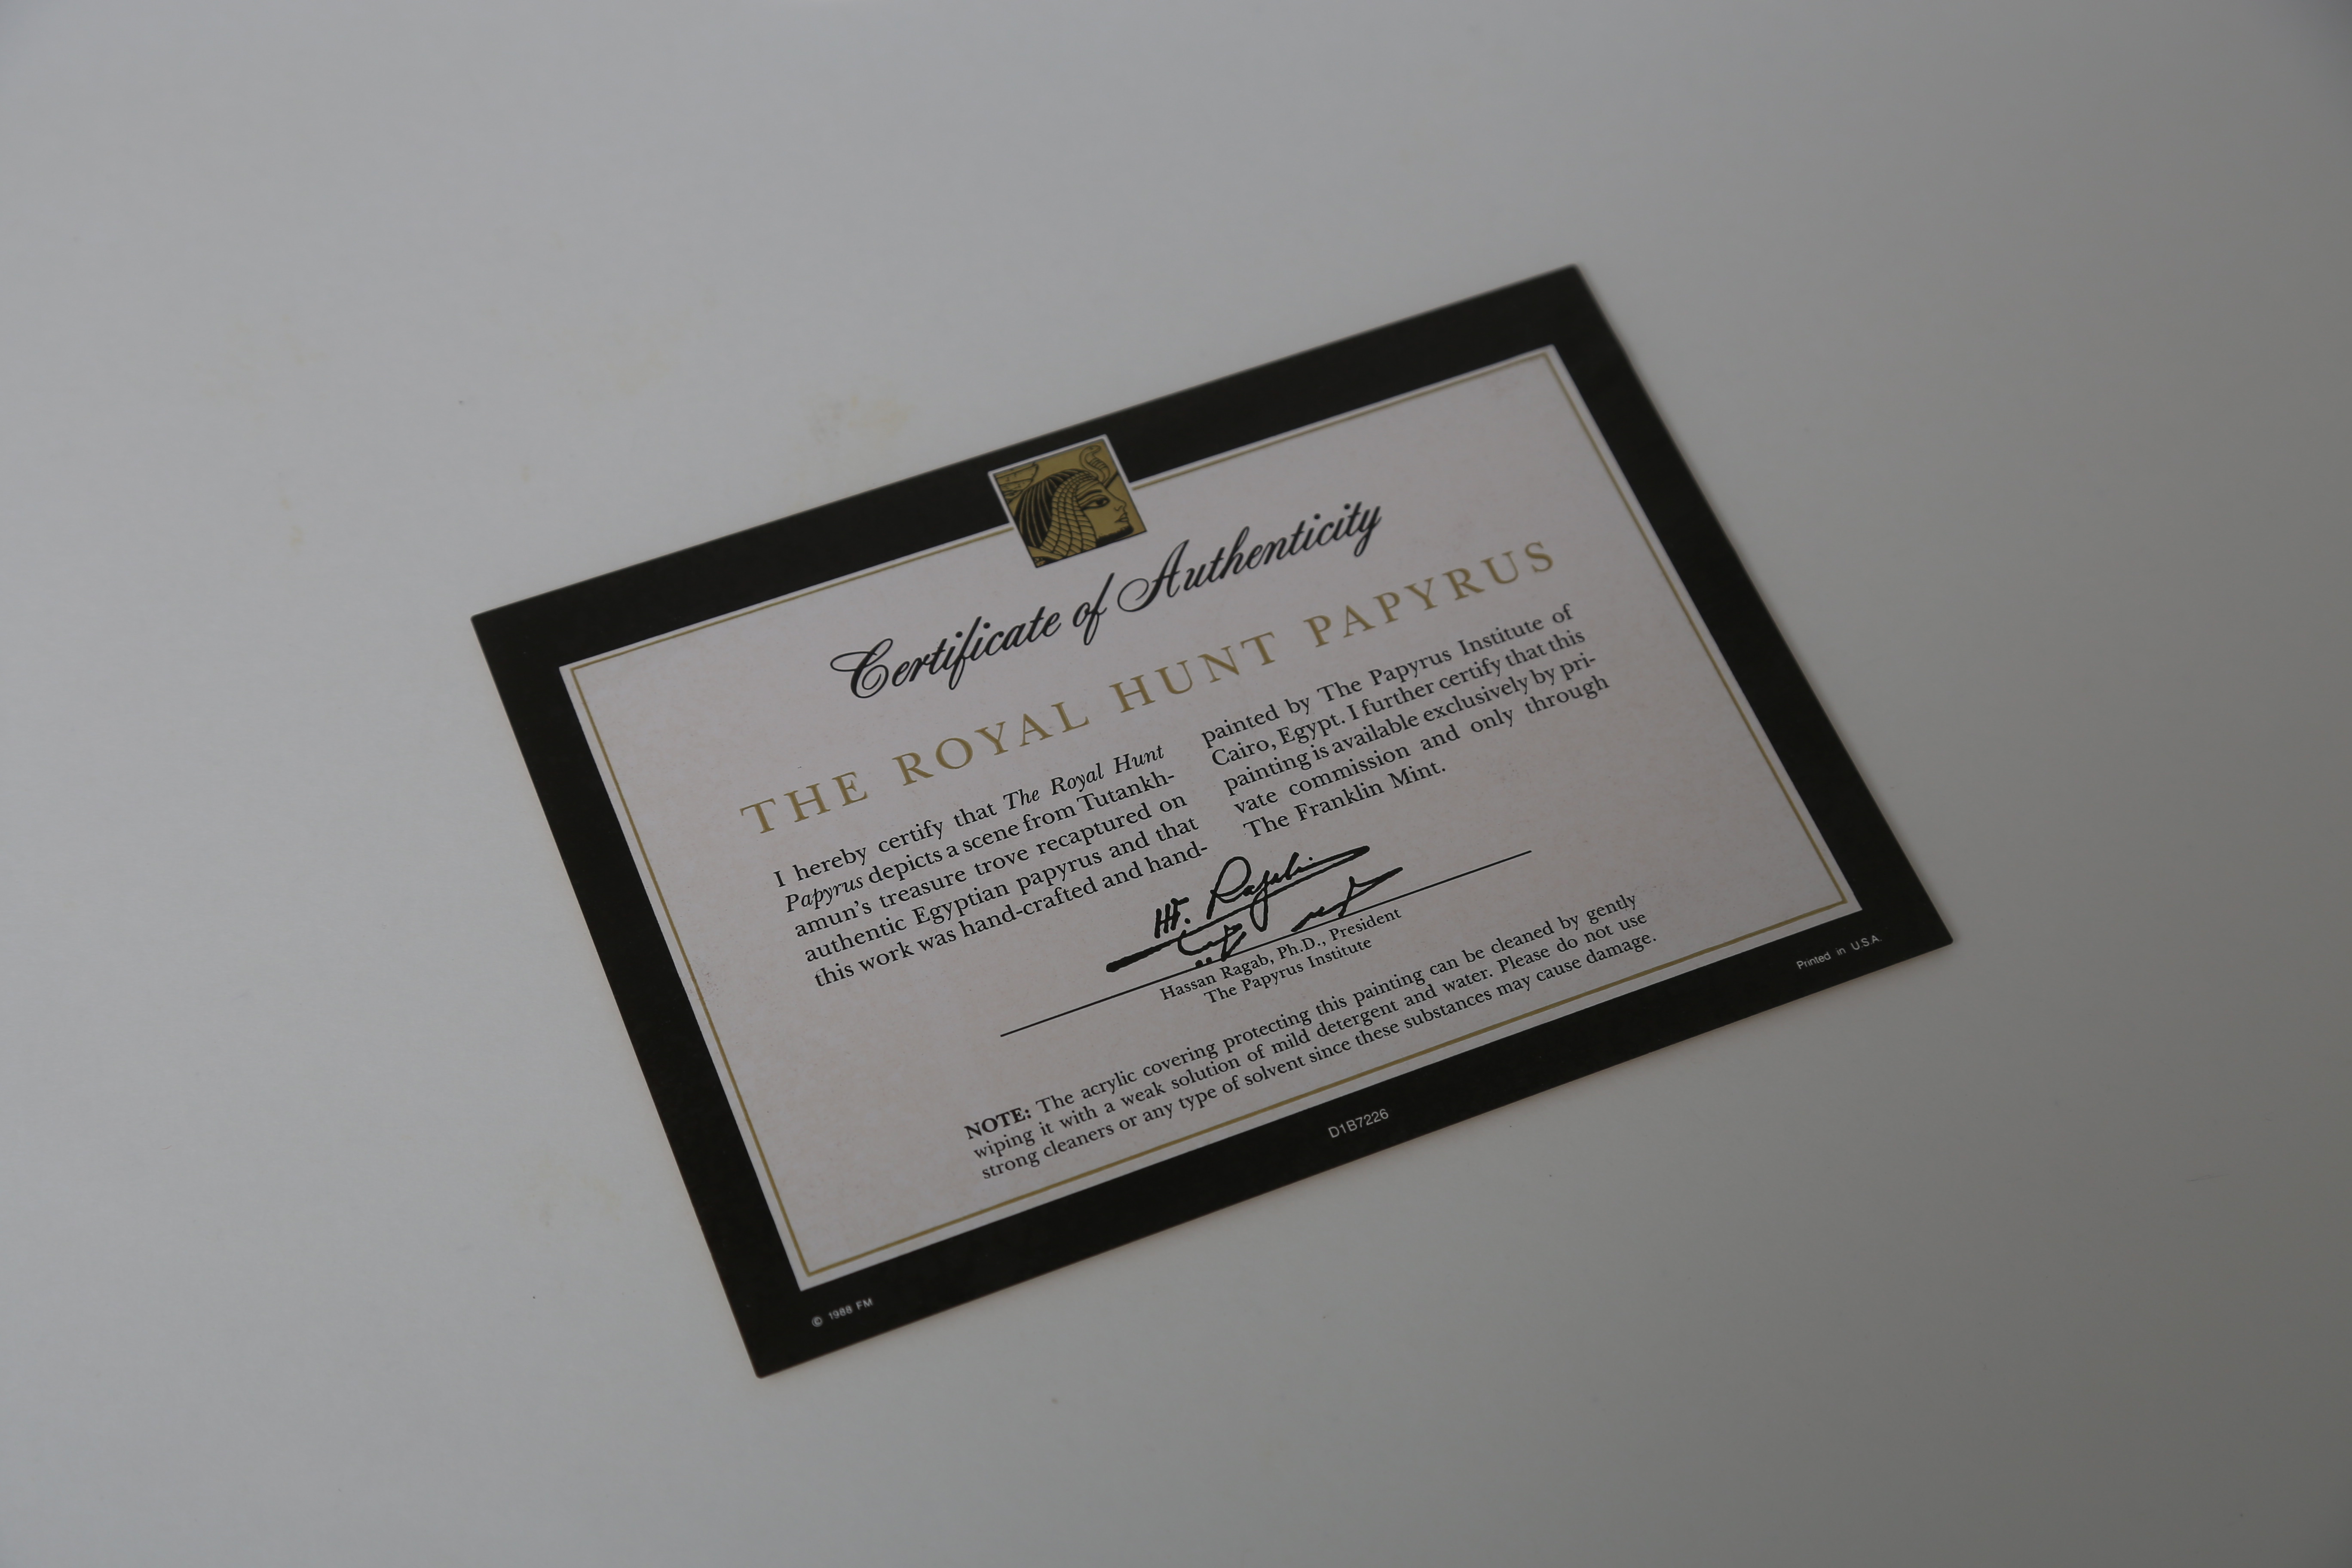 Certificate of Authenticity
THE ROYAL HUNT PAPYRUS
I hereby certify that The Royal Hunt
Papyrus depicts a scene from Tutankh-
amun's treasure trove recaptured on
authentic Egyptian papyrus and that
this work was hand-crafted and hand-
painted by The Papyrus Institute of
Cairo, Egypt. I further certify that this
painting is available exclusively by pri-
vate commission and only through
The Franklin Mint.
H. Ragab
Hassan Ragab, Ph.D., President
The Papyrus Institute
NOTE: The acrylic covering protecting this painting can be cleaned by gently
wiping it with a weak solution of mild detergent and water. Please do not use
strong cleaners or any type of solvent since these substances may cause damage.
© 1988 FM
D1B7226
Printed in U.S.A.